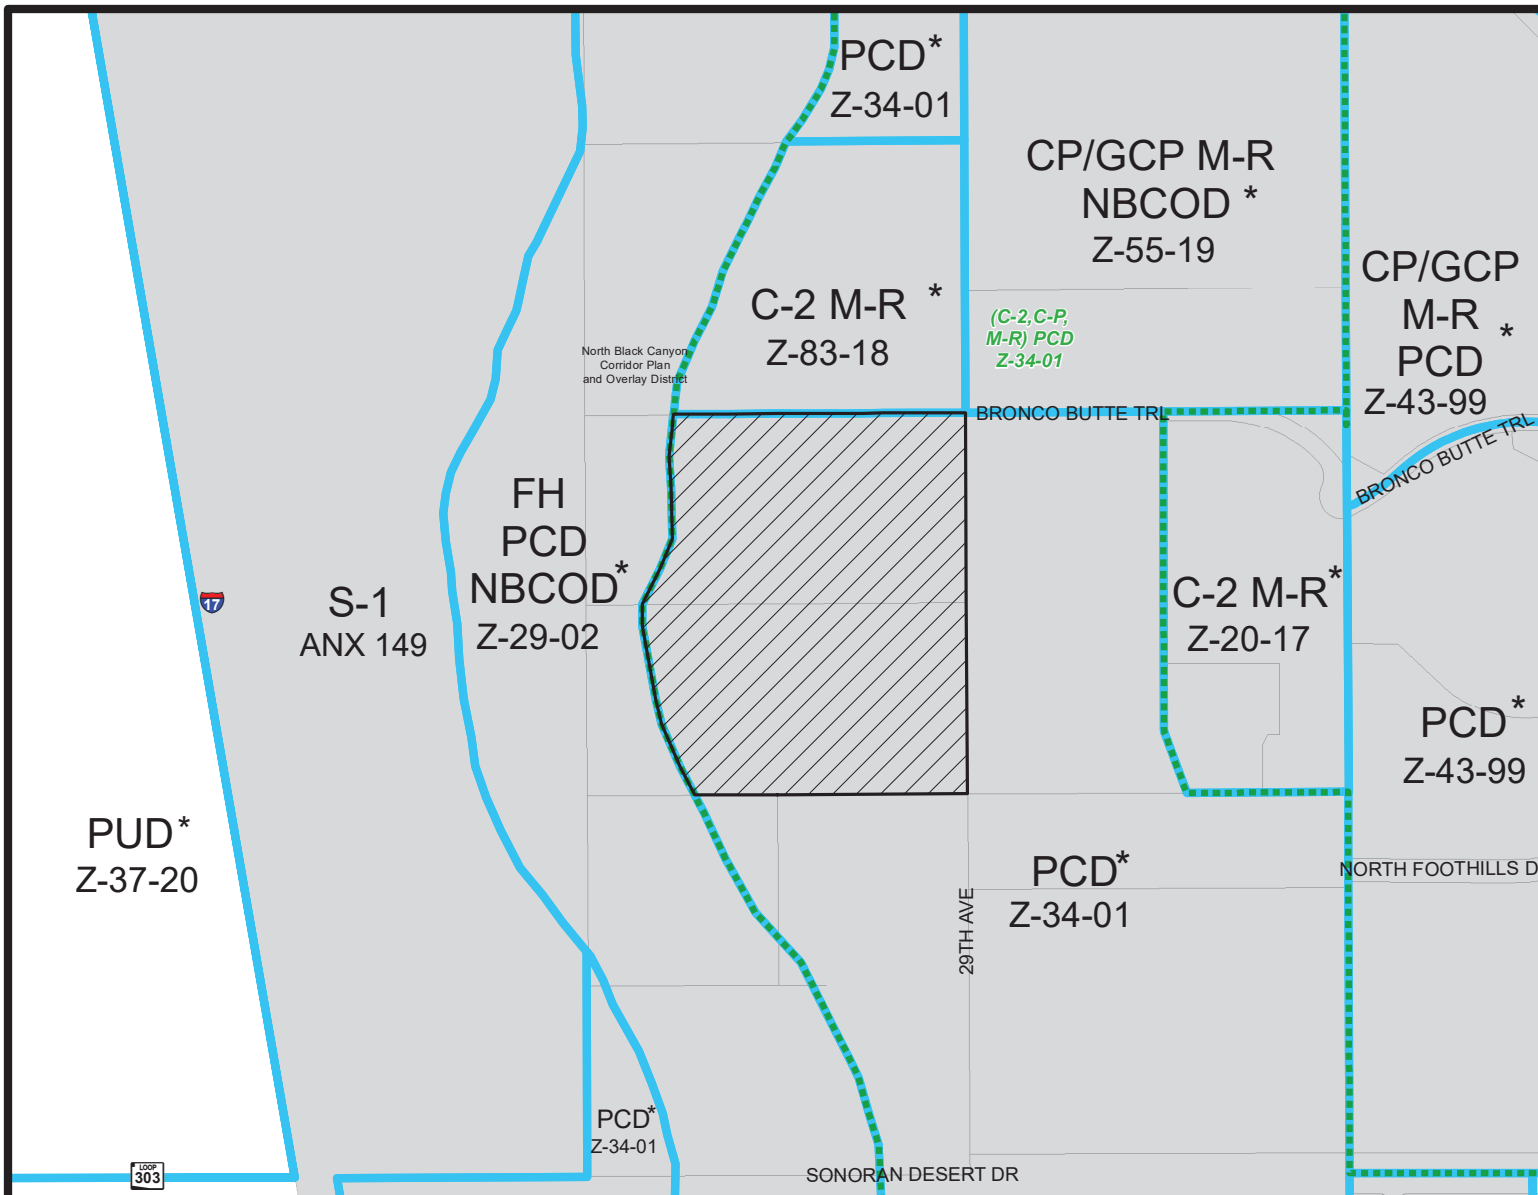 PCD*
Z-34-01
CP/GCP M-R
NBCOD *
Z-55-19
CP/GCP
M-R
PCD *
Z-43-99
C-2 M-R *
Z-83-18
(C-2,C-P,
M-R) PCD
Z-34-01
North Black Canyon
Corridor Plan
and Overlay District
BRONCO BUTTE TRL
BRONCO BUTTE TRL
FH
PCD
NBCOD*
Z-29-02
17
S-1
ANX 149
C-2 M-R*
Z-20-17
PCD*
Z-43-99
PUD*
Z-37-20
PCD*
Z-34-01
NORTH FOOTHILLS D
29TH AVE
PCD*
Z-34-01
LOOP
303
SONORAN DESERT DR